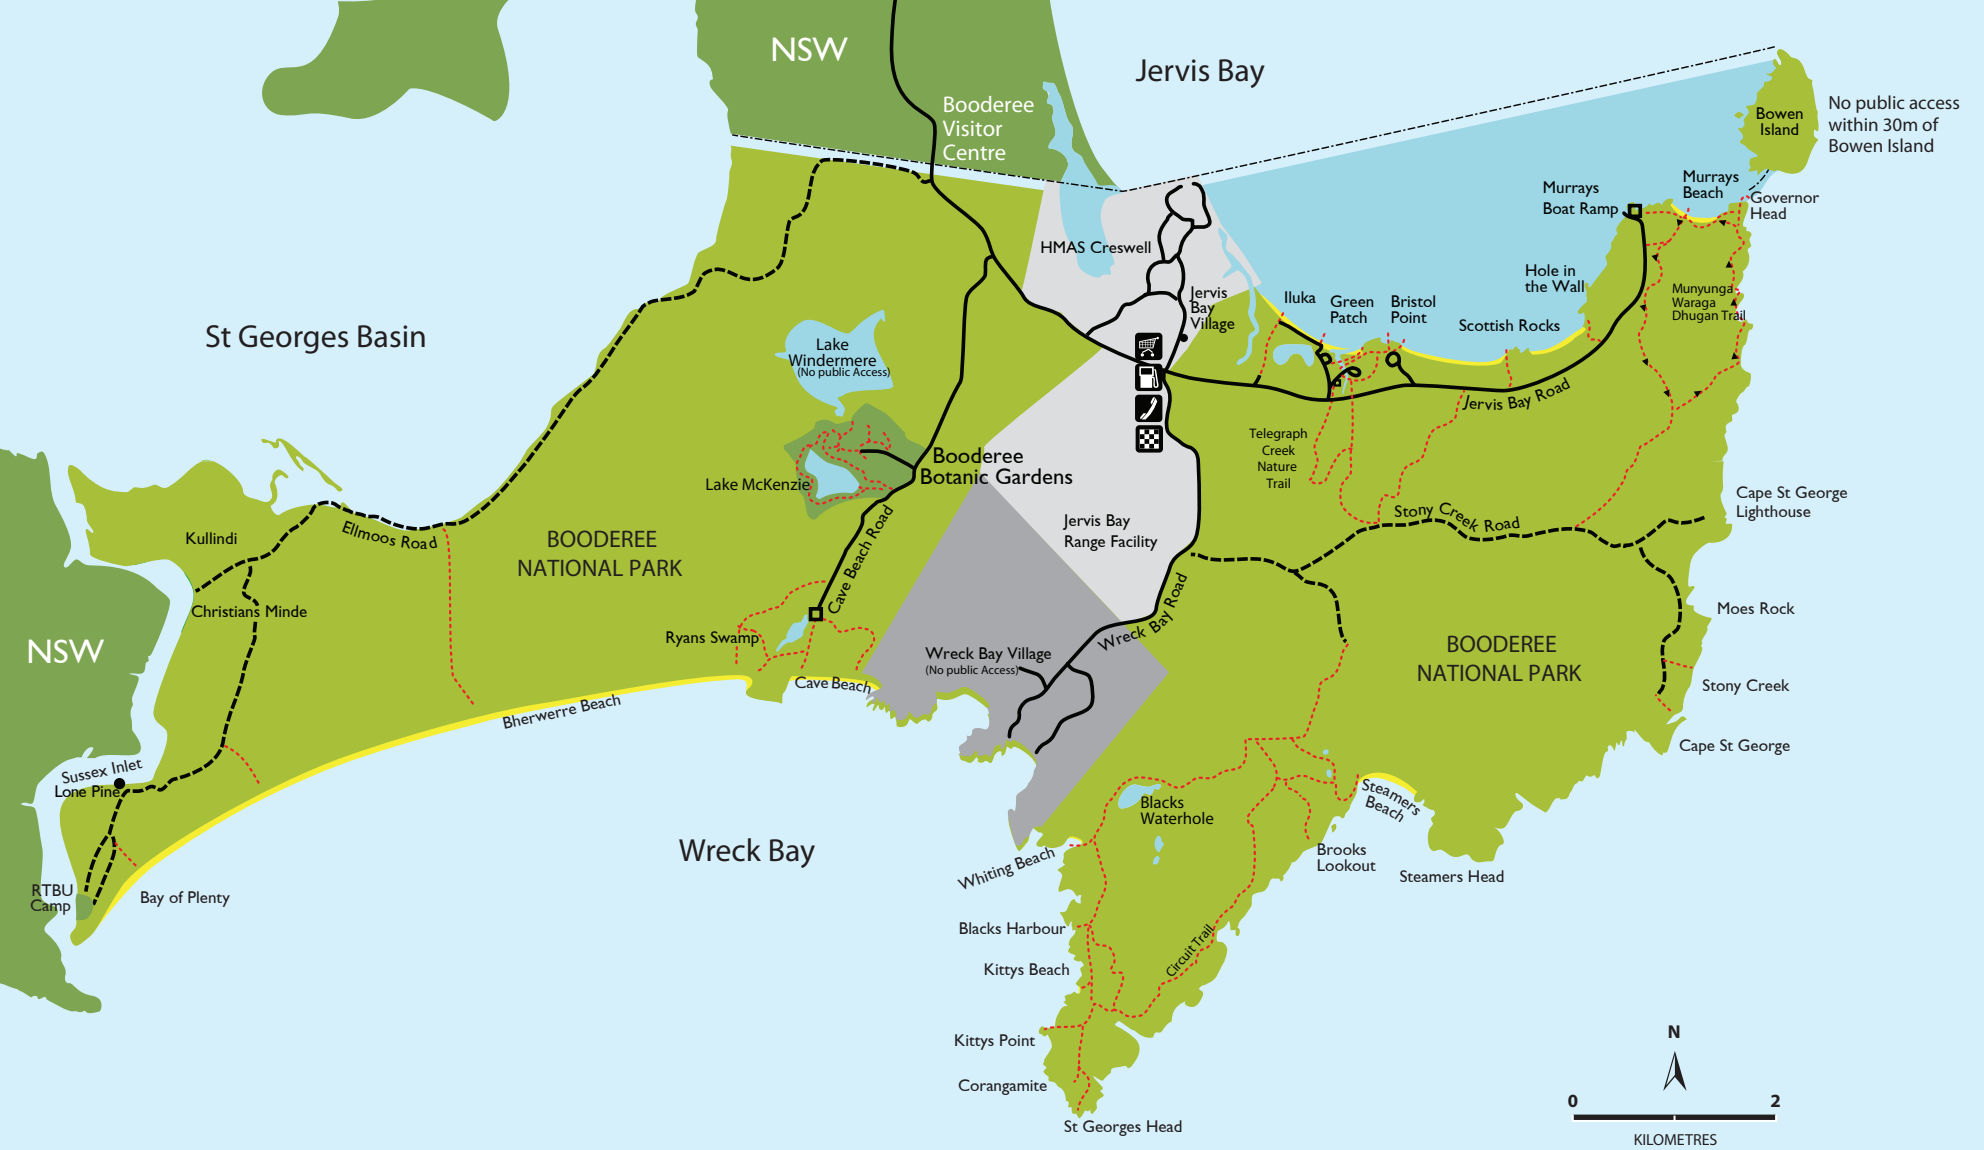 NSW
Jervis Bay
Booderee
Visitor
Centre
Bowen
Island
No public access
within 30m of
Bowen Island
Murrays
Boat Ramp
Murrays
Beach
Governor
Head
HMAS Creswell
Hole in
the Wall
Munyunga
Waraga
Dhugan Trail
Jervis
Bay
Village
Iluka
Green
Patch
Bristol
Point
Scottish Rocks
St Georges Basin
Lake
Windermere
(No public Access)
Jervis Bay Road
Telegraph
Creek
Nature
Trail
Booderee
Botanic Gardens
Lake McKenzie
Cape St George
Lighthouse
Stony Creek Road
Jervis Bay
Range Facility
Kullindi
Ellmoos Road
BOODEREE
NATIONAL PARK
Cave Beach Road
Christians Minde
NSW
Ryans Swamp
Wreck Bay Road
Moes Rock
BOODEREE
NATIONAL PARK
Wreck Bay Village
(No public Access)
Cave Beach
Stony Creek
Bherwerre Beach
Cape St George
Sussex Inlet
Lone Pine
Steamers
Beach
Blacks
Waterhole
Wreck Bay
Whiting Beach
Brooks
Lookout
Steamers Head
RTBU
Camp
Bay of Plenty
Blacks Harbour
Circuit Trail
Kittys Beach
Kittys Point
Corangamite
St Georges Head
N
0
2
KILOMETRES